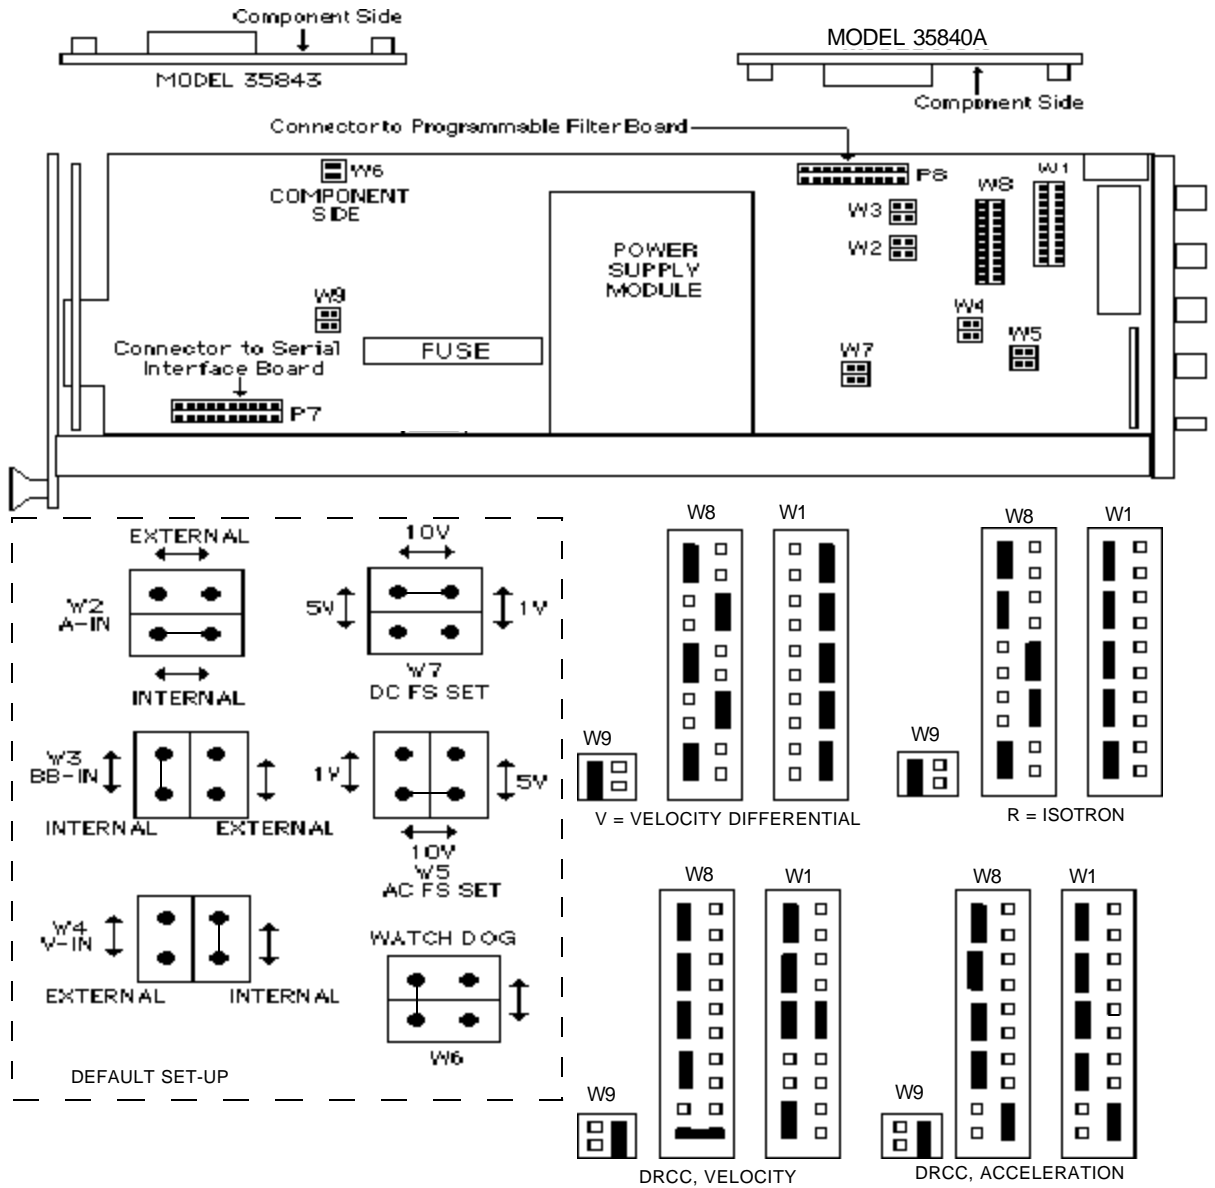 Component Side
MODEL 35843
MODEL 35840A
Component Side
Connector to Programmable Filter Board
W6
COMPONENT
SIDE
P8
W3
W2
W8
W1
POWER
SUPPLY
MODULE
W9
FUSE
W4
W5
W7
Connector to Serial
Interface Board
P7
EXTERNAL
W2
A-IN
INTERNAL
10V
5V
1V
W7
DC FS SET
W3
BB-IN
INTERNAL
EXTERNAL
1V
5V
10V
W5
AC FS SET
W4
V-IN
EXTERNAL
INTERNAL
WATCH DOG
W6
DEFAULT SET-UP
W8
W1
W9
V = VELOCITY DIFFERENTIAL
W8
W1
W9
R = ISOTRON
W8
W1
W9
DRCC, VELOCITY
W8
W1
W9
DRCC, ACCELERATION